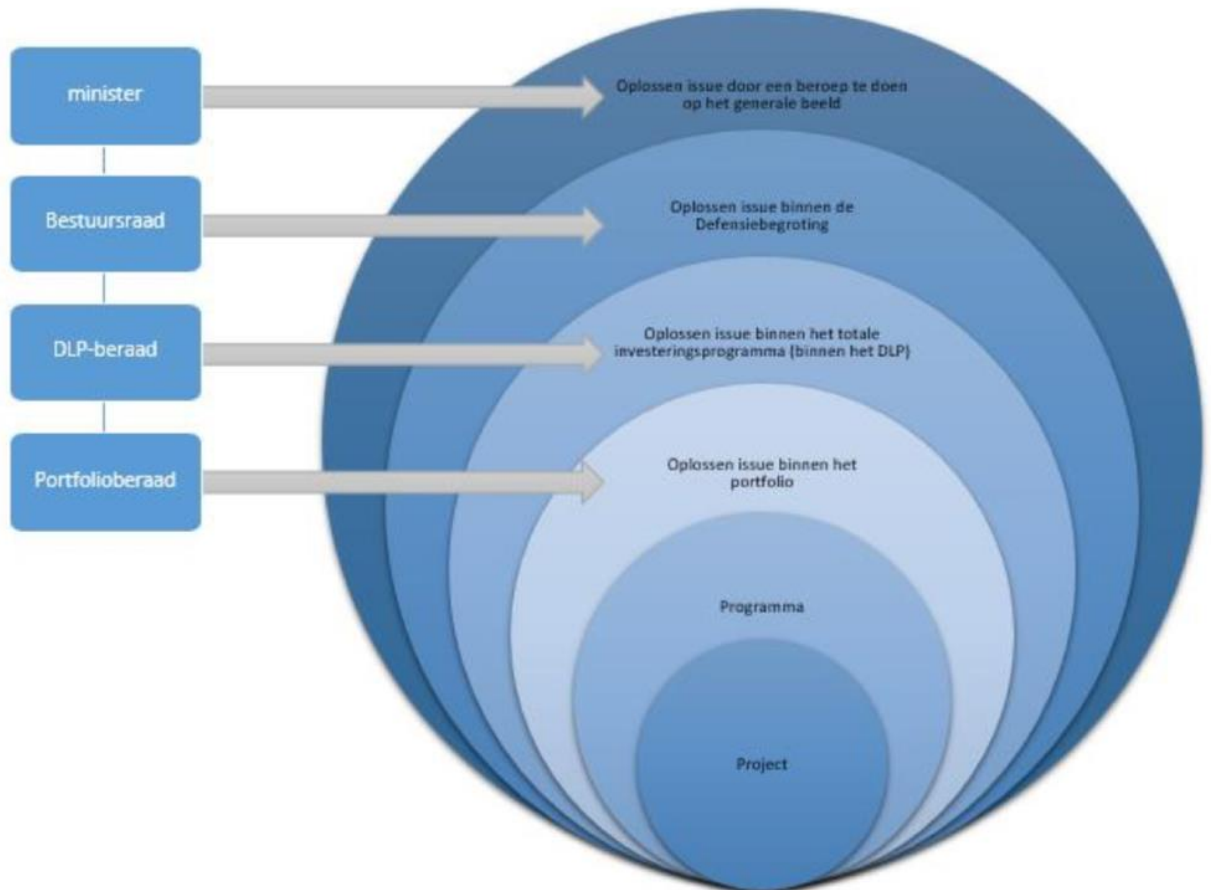 minister
Oplossen issue door een beroep te doen
op het generale beeld
Bestuursraad
Oplossen issue binnen de
Defensiebegroting
DLP-beraad
Oplossen issue binnen het totale
investeringsprogramma (binnen het DLP)
Portfolioberaad
Oplossen issue binnen het
portfolio
Programma
Project